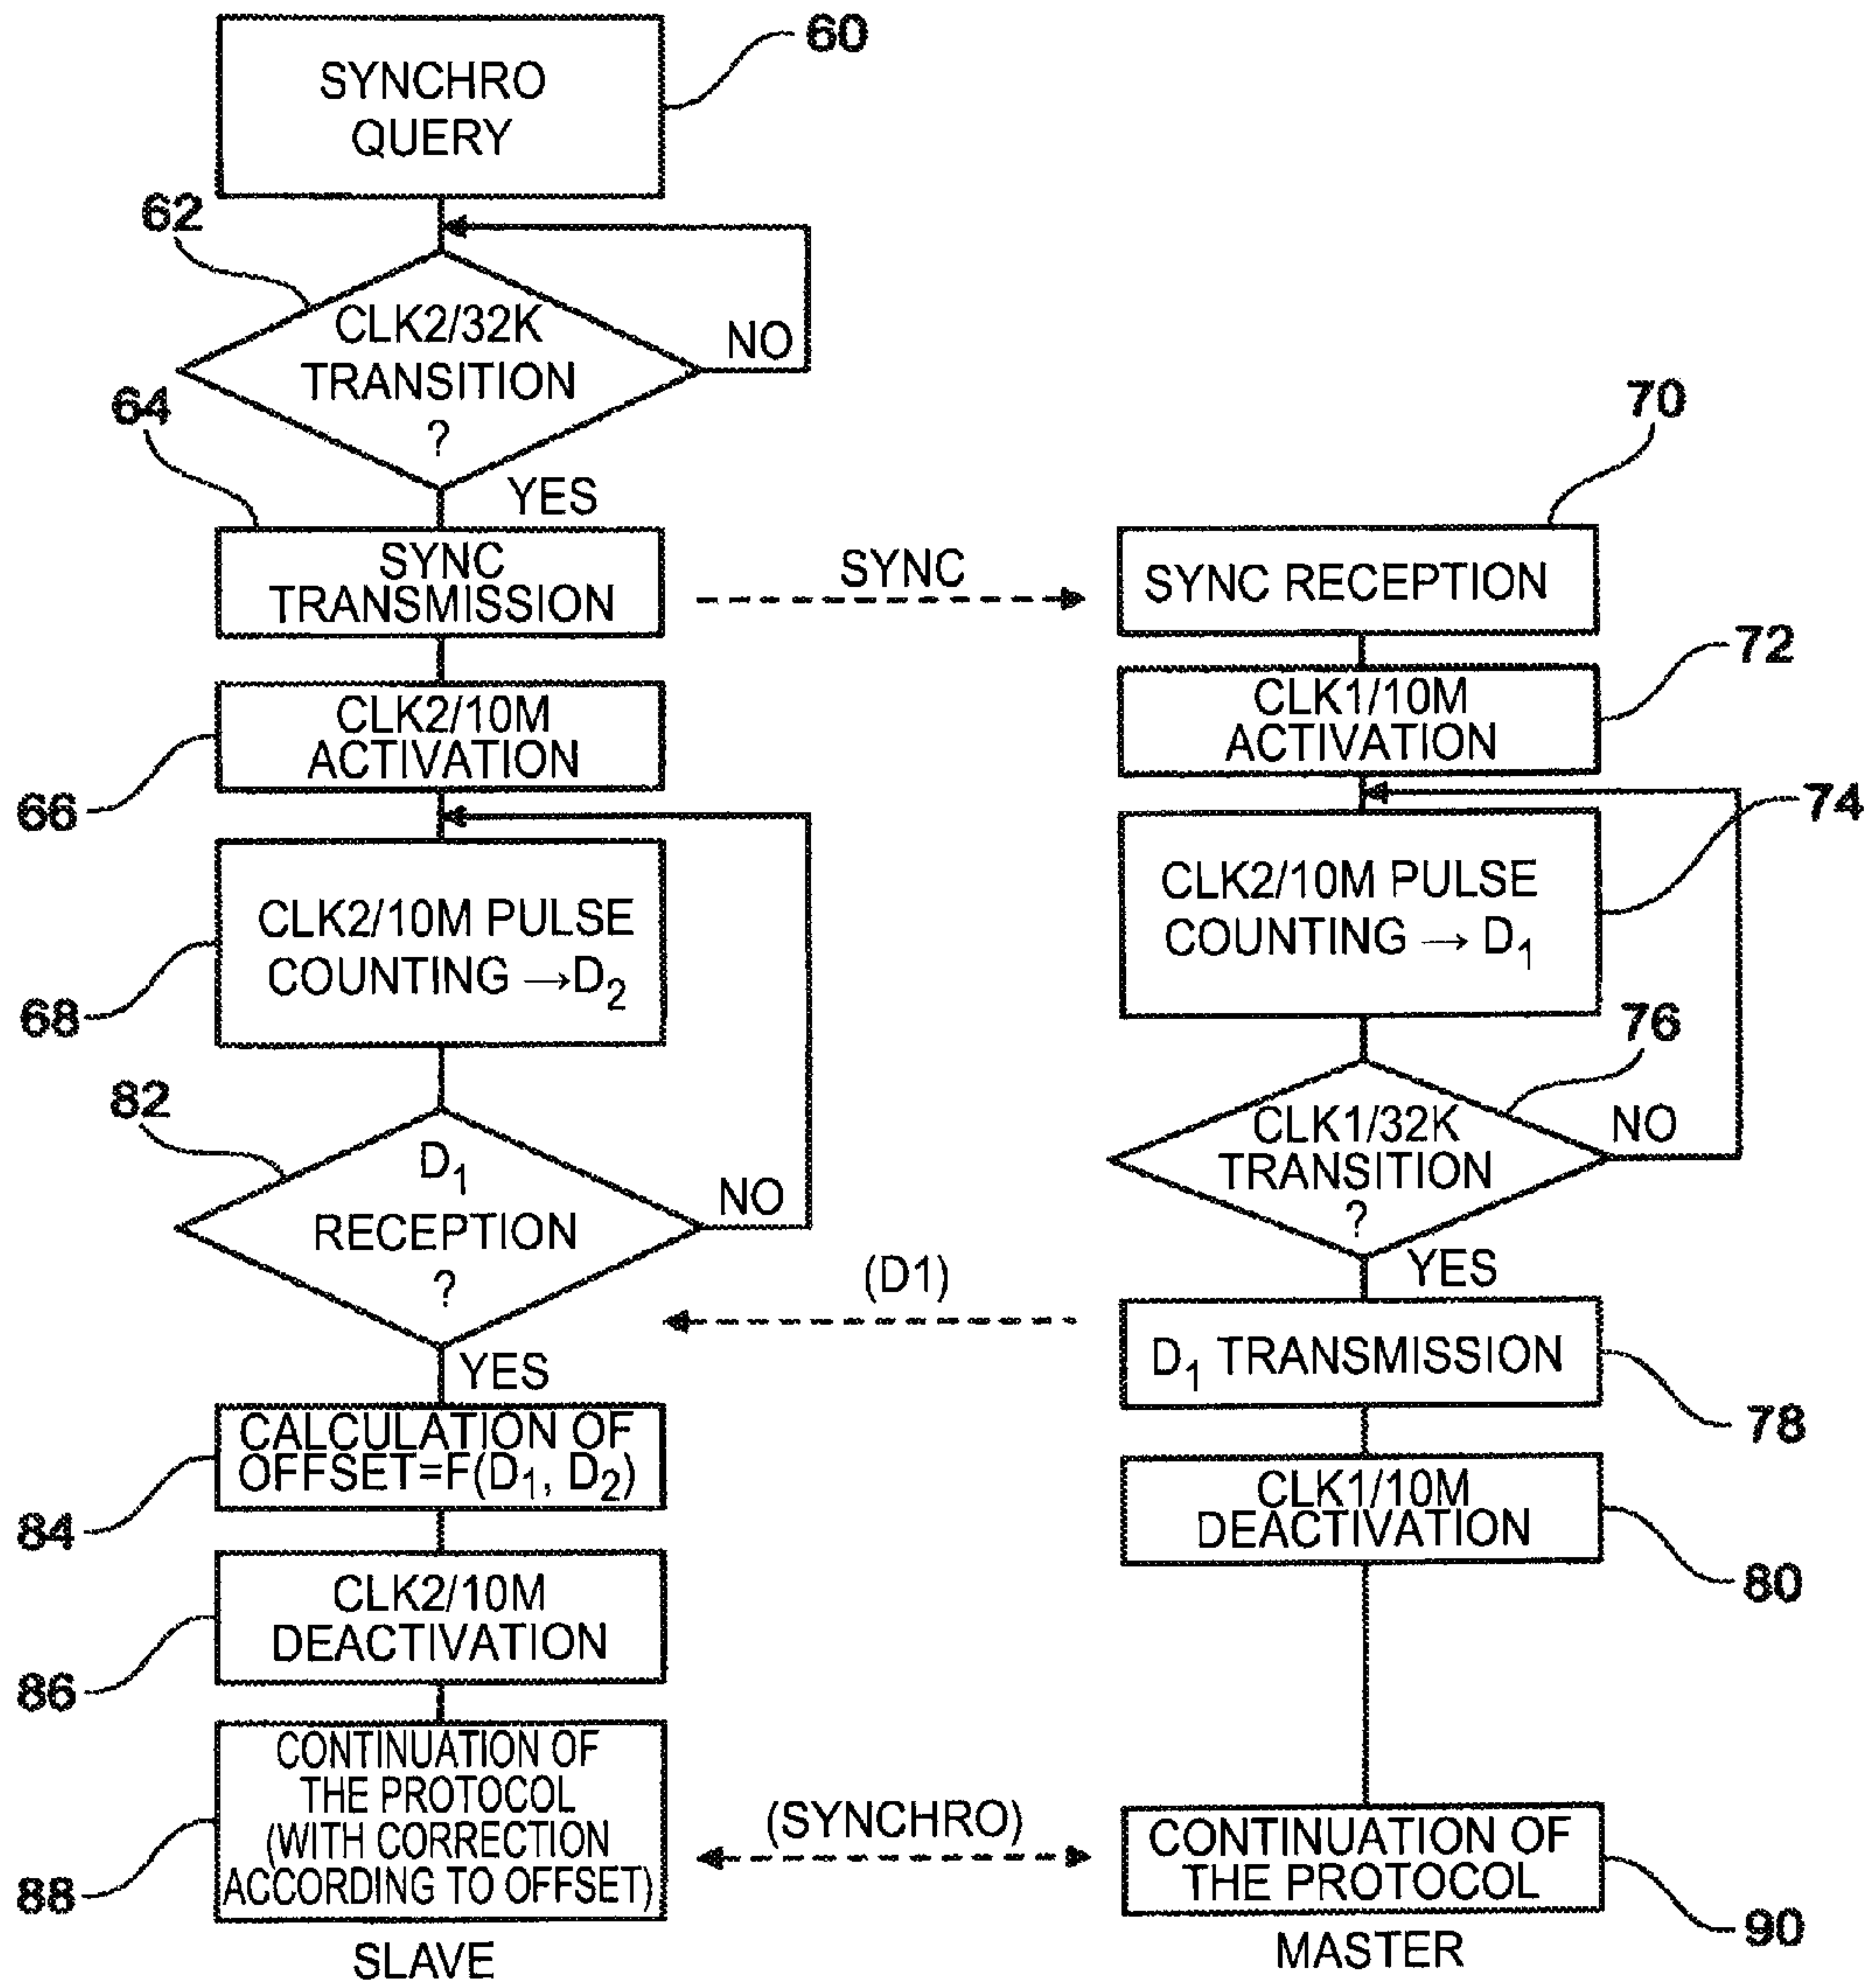 60
SYNCHRO
QUERY
62
CLK2/32K
TRANSITION
?
NO
YES
64
SYNC
TRANSMISSION
SYNC
70
SYNC RECEPTION
72
CLK1/10M
ACTIVATION
CLK2/10M
ACTIVATION
66
74
CLK2/10M PULSE
COUNTING → D1
CLK2/10M PULSE
COUNTING →D2
68
76
CLK1/32K
TRANSITION
?
NO
YES
82
D1
RECEPTION
?
NO
YES
(D1)
D1 TRANSMISSION
78
CALCULATION OF
OFFSET=F(D1, D2)
84
CLK1/10M
DEACTIVATION
80
CLK2/10M
DEACTIVATION
86
CONTINUATION OF
THE PROTOCOL
(WITH CORRECTION
ACCORDING TO OFFSET)
88
(SYNCHRO)
CONTINUATION OF
THE PROTOCOL
90
SLAVE
MASTER